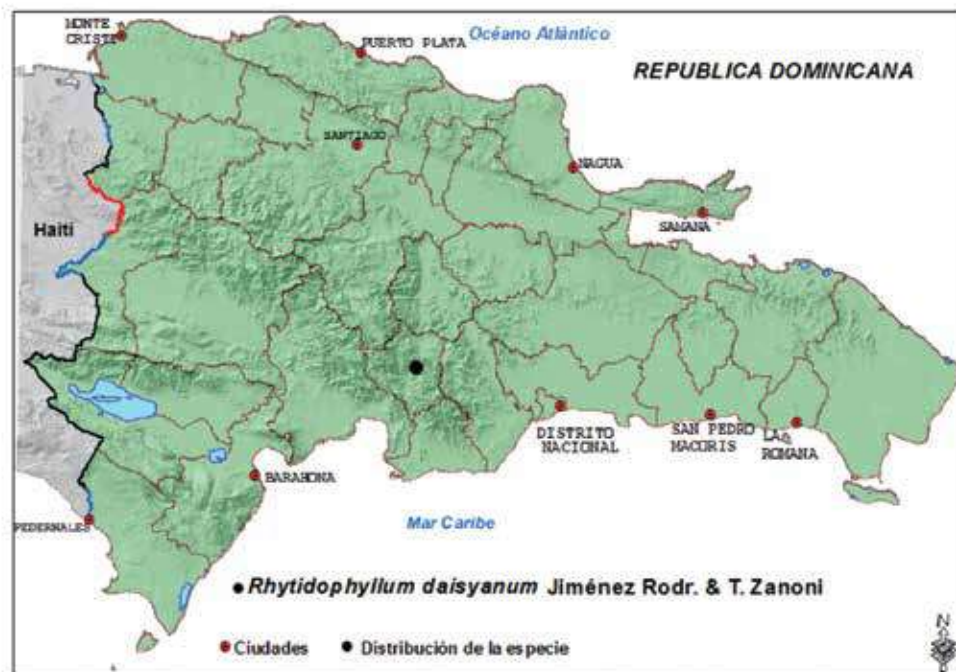 MONTE
CRISTI
PUERTO PLATA
Océano Atlántico
REPUBLICA DOMINICANA
SANTIAGO
NAGUA
SAMANA
Haití
DISTRITO
NACIONAL
SAN PEDRO
MACORIS
LA
ROMANA
BARAHONA
PEDERNALES
Mar Caribe
Rhytidophyllum daisyanum Jiménez Rodr. & T. Zanoni
Ciudades
Distribución de la especie
N